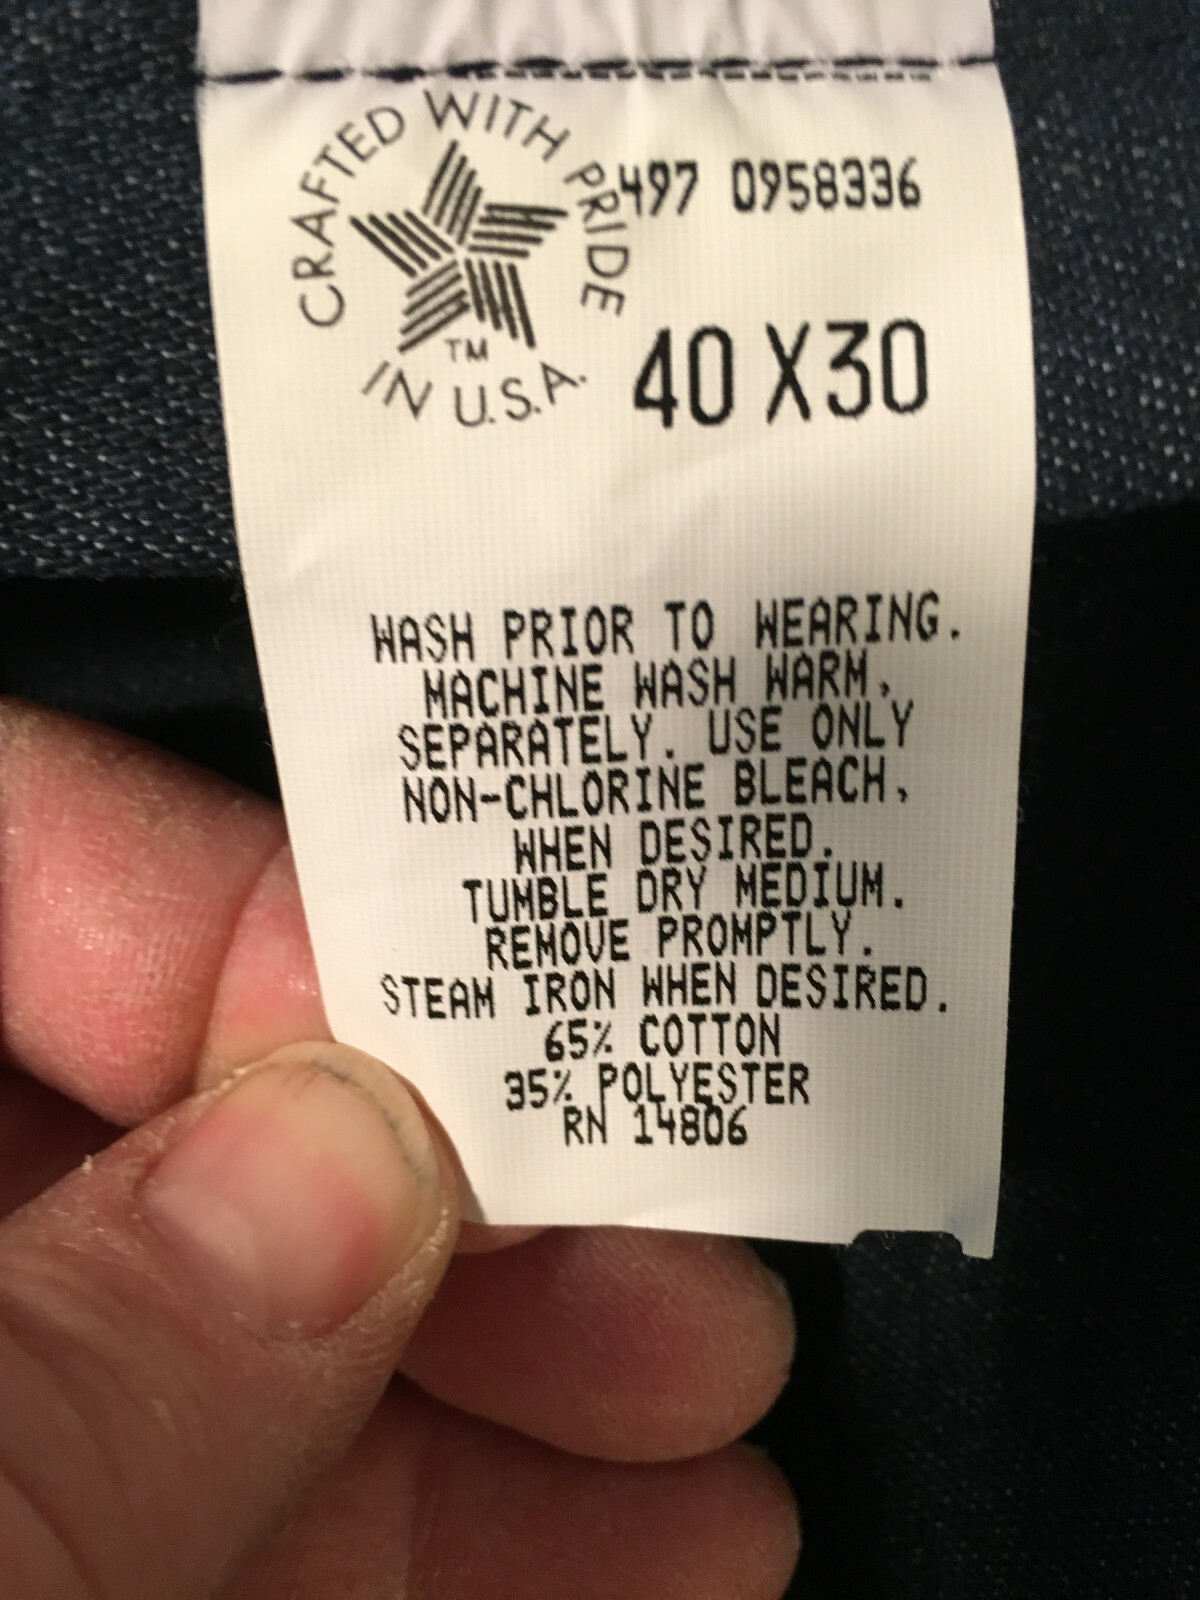 CRAFTED WITH PRIDE
IN U.S.A.
TM
497 0958336
40 X 30
WASH PRIOR TO WEARING.
MACHINE WASH WARM,
SEPARATELY. USE ONLY
NON-CHLORINE BLEACH,
WHEN DESIRED.
TUMBLE DRY MEDIUM.
REMOVE PROMPTLY.
STEAM IRON WHEN DESIRED.
65% COTTON
35% POLYESTER
RN 14806